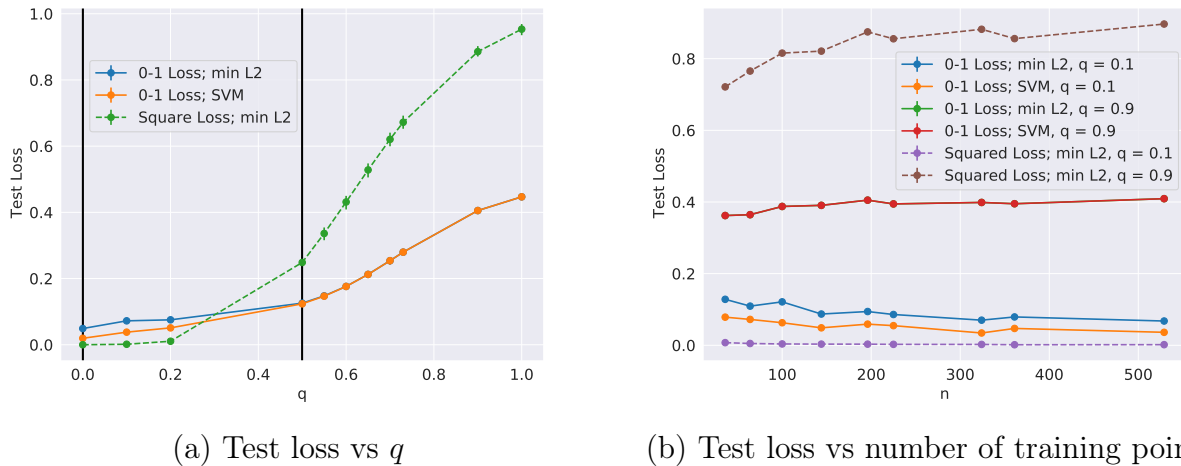 1.0
0.8
0.6
0.4
0.2
0.0
Test Loss
0-1 Loss; min L2
0-1 Loss; SVM
Square Loss; min L2
0.0 0.2 0.4 0.6 0.8 1.0
q
(a) Test loss vs q
0.8
0.6
0.4
0.2
0.0
Test Loss
0-1 Loss; min L2, q = 0.1
0-1 Loss; SVM, q = 0.1
0-1 Loss; min L2, q = 0.9
0-1 Loss; SVM, q = 0.9
Squared Loss; min L2, q = 0.1
Squared Loss; min L2, q = 0.9
100 200 300 400 500
n
(b) Test loss vs number of training poin